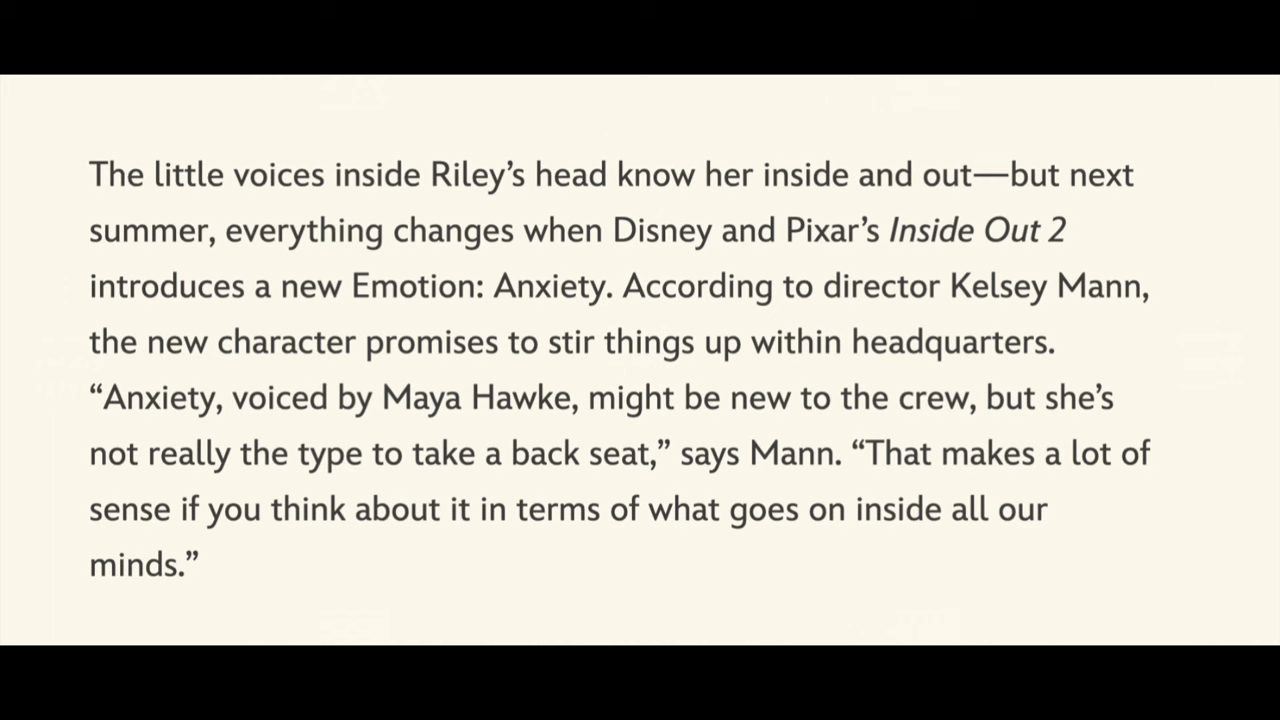 The little voices inside Riley’s head know her inside and out—but next
summer, everything changes when Disney and Pixar’s Inside Out 2
introduces a new Emotion: Anxiety. According to director Kelsey Mann,
the new character promises to stir things up within headquarters.
“Anxiety, voiced by Maya Hawke, might be new to the crew, but she’s
not really the type to take a back seat,” says Mann. “That makes a lot of
sense if you think about it in terms of what goes on inside all our
minds.”